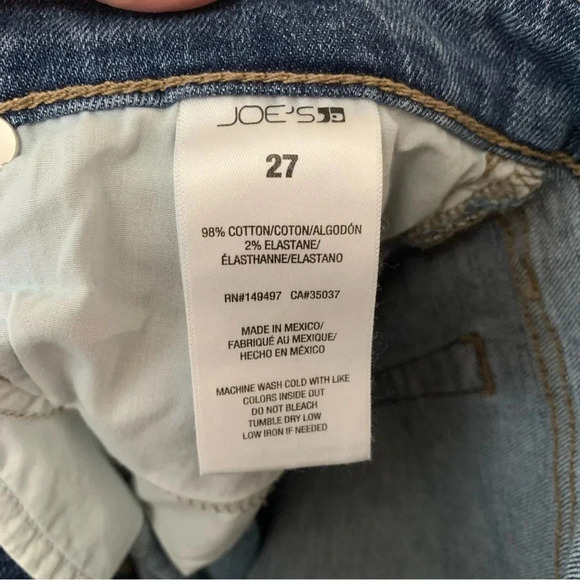 JOE'S
27
98% COTTON/COTON/ALGODÓN
2% ELASTANE/
ÉLASTHANNE/ELASTANO
RN#149497 CA#35037
MADE IN MEXICO/
FABRIQUÉ AU MEXIQUE/
HECHO EN MÉXICO
MACHINE WASH COLD WITH LIKE
COLORS INSIDE OUT
DO NOT BLEACH
TUMBLE DRY LOW
LOW IRON IF NEEDED